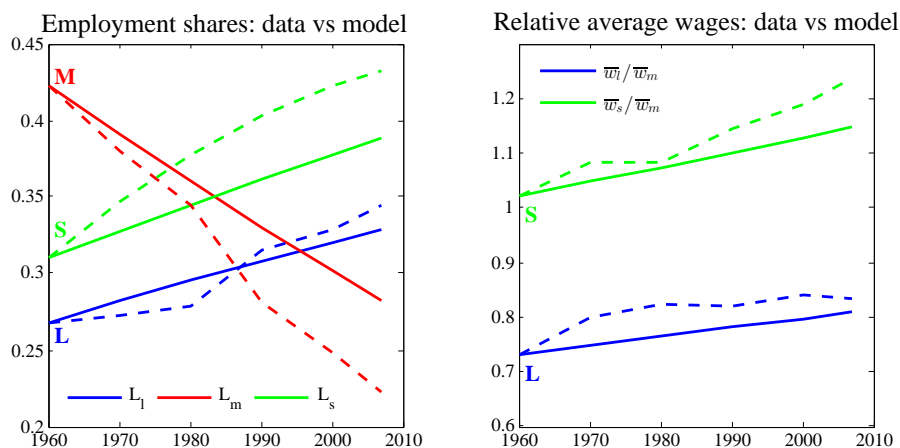 Employment shares: data vs model
0.45
0.4
0.35
0.3
0.25
0.2
M
S
L
L_l L_m L_s
1960 1970 1980 1990 2000 2010
Relative average wages: data vs model
1.2
1.1
1
0.9
0.8
0.7
0.6
w̅_l/w̅_m
w̅_s/w̅_m
S
L
1960 1970 1980 1990 2000 2010